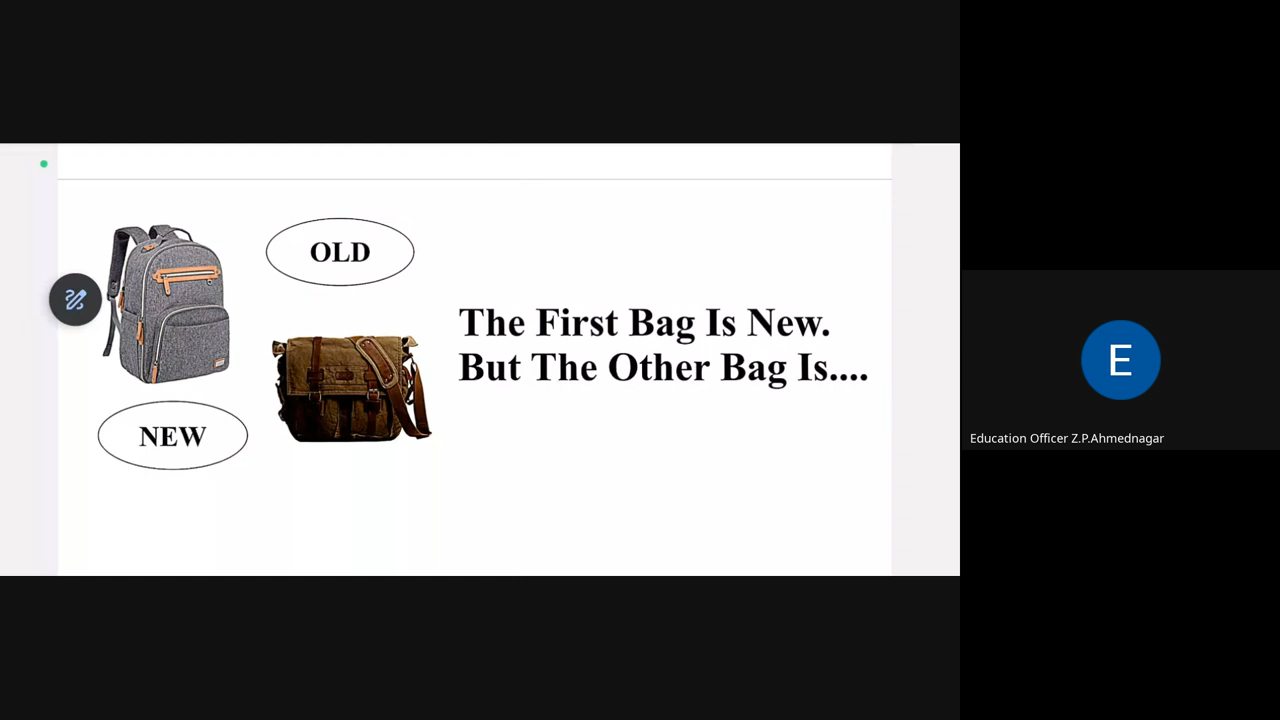 OLD
The First Bag Is New.
But The Other Bag Is....
NEW
E
Education Officer Z.P.Ahmednagar